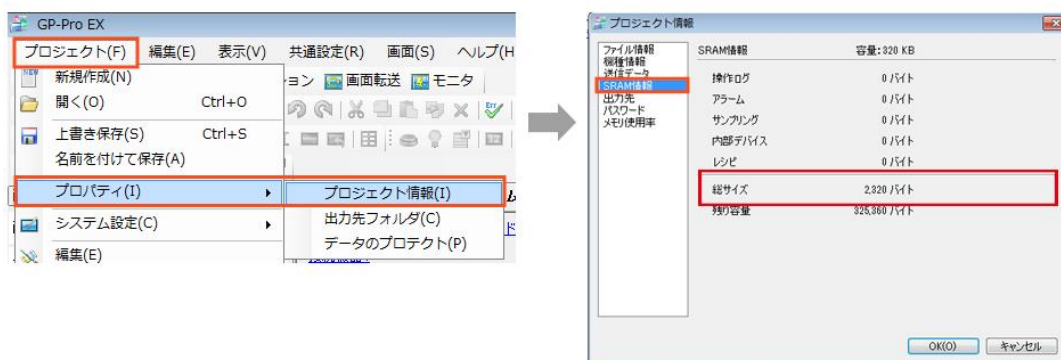 GP-Pro EX
プロジェクト(F) 編集(E) 表示(V) 共通設定(R) 画面(S) ヘルプ(H
NEW 新規作成(N)
ョン 画面転送 モニタ
開く(O) Ctrl+O
上書き保存(S) Ctrl+S
名前を付けて保存(A)
プロパティ(I) プロジェクト情報(I)
出力先フォルダ(C)
システム設定(C)
データのプロテクト(P)
編集(E)
プロジェクト情報
ファイル情報
機種情報
送信データ
SRAM情報
出力先
パスワード
メモリ使用率
SRAM情報 容量:320 KB
操作ログ 0 バイト
アラーム 0 バイト
サンプリング 0 バイト
内部デバイス 0 バイト
レシピ 0 バイト
総サイズ 2,320 バイト
残り容量 325,360 バイト
OK(O) キャンセル